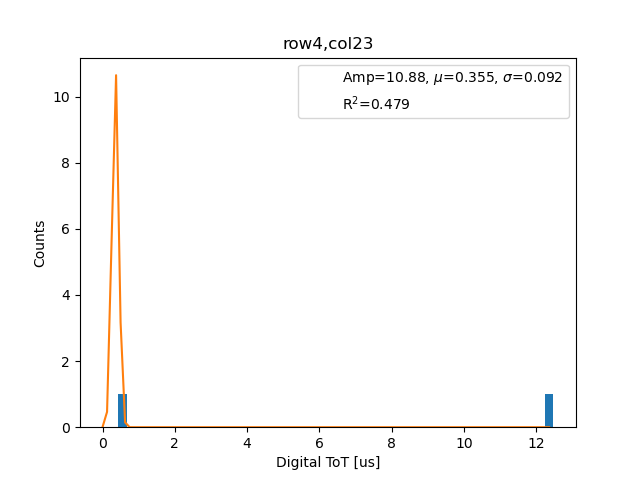 row4,col23
Amp=10.88, μ=0.355, σ=0.092
R²=0.479
Counts
10
8
6
4
2
0
0 2 4 6 8 10 12
Digital ToT [us]